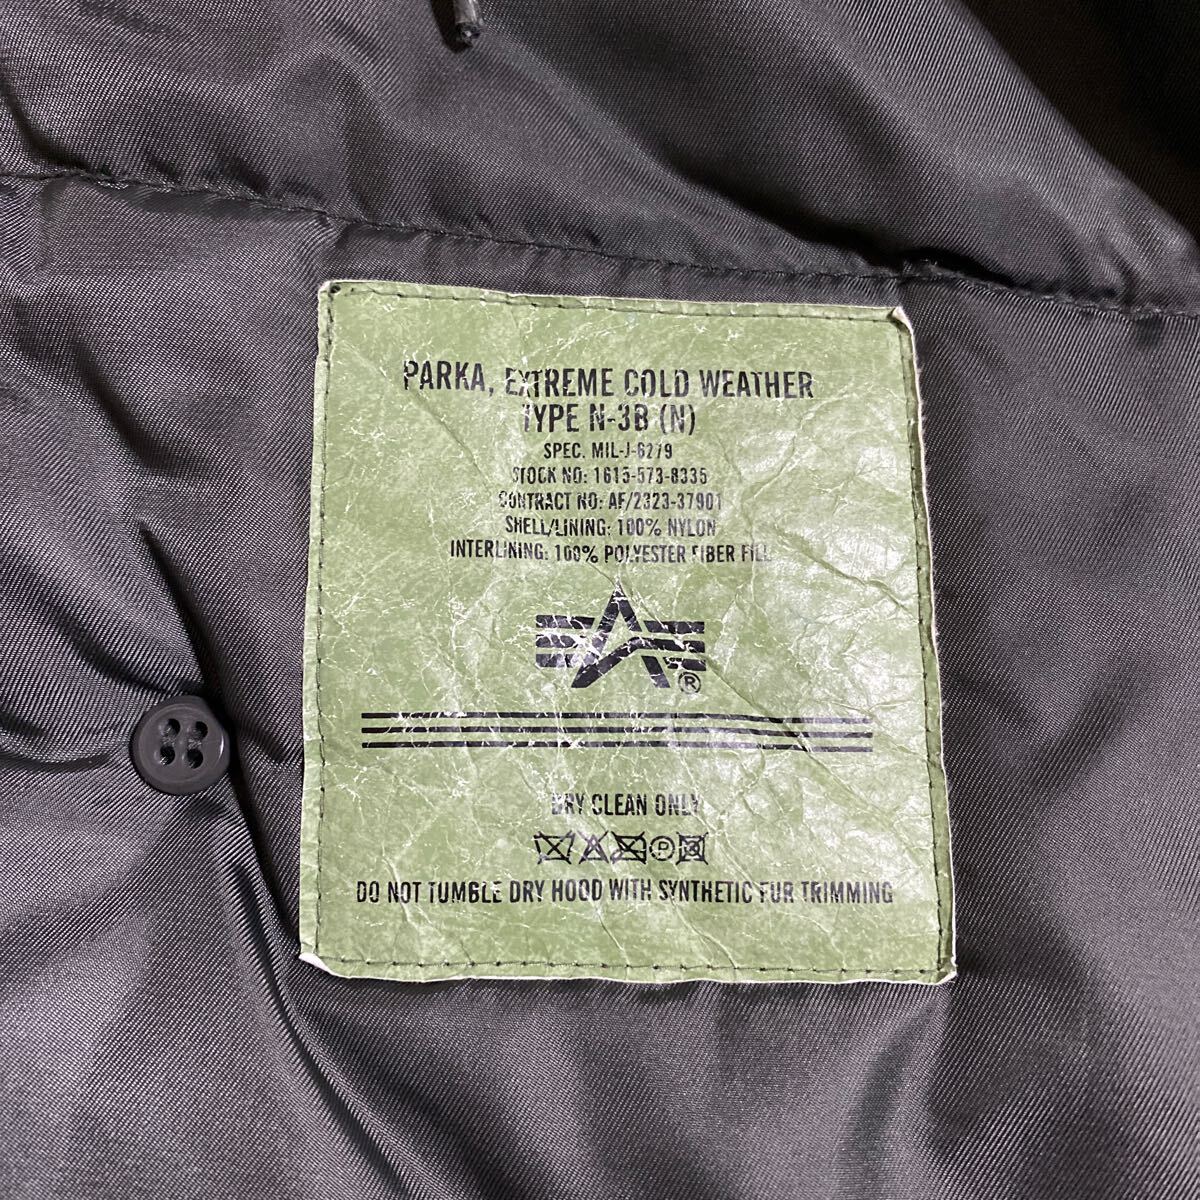 PARKA, EXTREME COLD WEATHER
TYPE N-3B (N)
SPEC. MIL-J-6279
STOCK NO: 1615-573-8335
CONTRACT NO: AF/2323-37901
SHELL/LINING: 100% NYLON
INTERLINING: 100% POLYESTER FIBER FILL
®
DRY CLEAN ONLY
P
DO NOT TUMBLE DRY HOOD WITH SYNTHETIC FUR TRIMMING